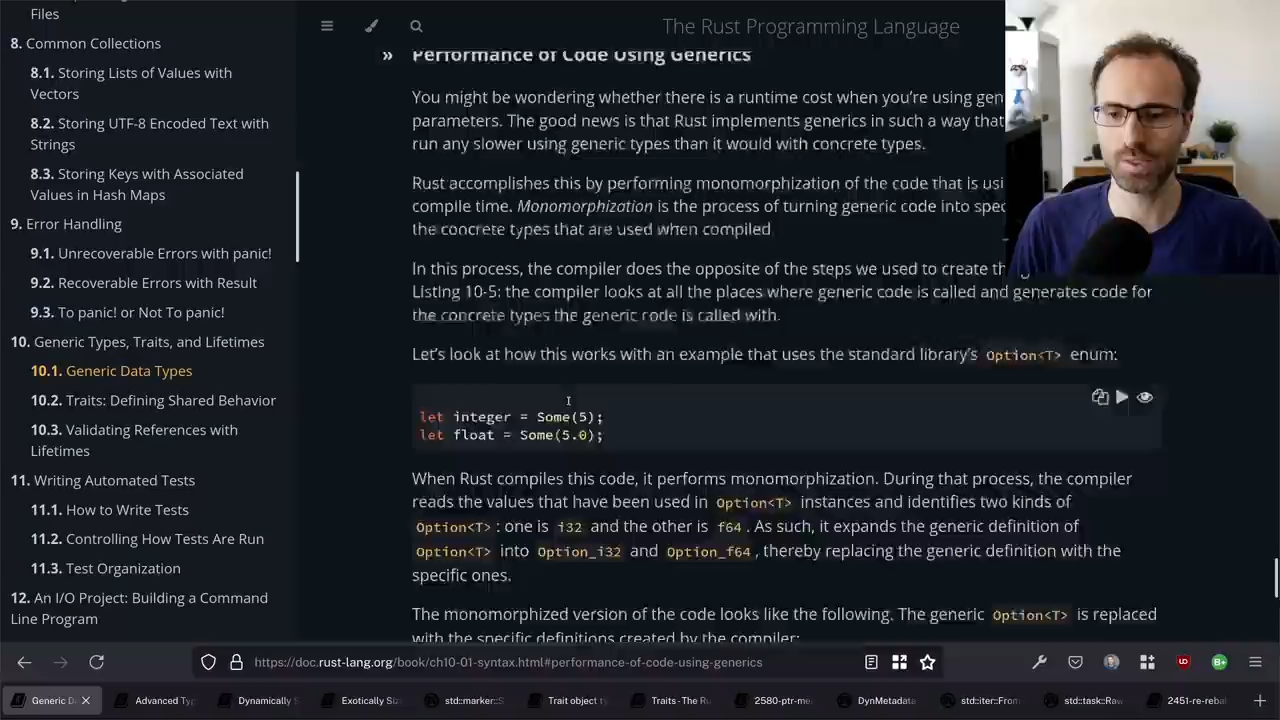 Files
8. Common Collections
8.1. Storing Lists of Values with
Vectors
8.2. Storing UTF-8 Encoded Text with
Strings
8.3. Storing Keys with Associated
Values in Hash Maps
9. Error Handling
9.1. Unrecoverable Errors with panic!
9.2. Recoverable Errors with Result
9.3. To panic! or Not To panic!
10. Generic Types, Traits, and Lifetimes
10.1. Generic Data Types
10.2. Traits: Defining Shared Behavior
10.3. Validating References with
Lifetimes
11. Writing Automated Tests
11.1. How to Write Tests
11.2. Controlling How Tests Are Run
11.3. Test Organization
12. An I/O Project: Building a Command
Line Program
The Rust Programming Language
» Performance of Code Using Generics
You might be wondering whether there is a runtime cost when you're using gen
parameters. The good news is that Rust implements generics in such a way that
run any slower using generic types than it would with concrete types.
Rust accomplishes this by performing monomorphization of the code that is usi
compile time. Monomorphization is the process of turning generic code into spec
the concrete types that are used when compiled
In this process, the compiler does the opposite of the steps we used to create the
Listing 10-5: the compiler looks at all the places where generic code is called and generates code for
the concrete types the generic code is called with.
Let's look at how this works with an example that uses the standard library's Option<T> enum:
let integer = Some(5);
let float = Some(5.0);
When Rust compiles this code, it performs monomorphization. During that process, the compiler
reads the values that have been used in Option<T> instances and identifies two kinds of
Option<T>: one is i32 and the other is f64. As such, it expands the generic definition of
Option<T> into Option_i32 and Option_f64, thereby replacing the generic definition with the
specific ones.
The monomorphized version of the code looks like the following. The generic Option<T> is replaced
with the specific definitions created by the compiler:
https://doc.rust-lang.org/book/ch10-01-syntax.html#performance-of-code-using-generics
Generic D
Advanced Typ
Dynamically S
Exotically Siz
std::marker::S
Trait object ty
Traits - The Ru
2580-ptr-me
DynMetadata
std::iter::From
std::task::Raw
2451-re-reba